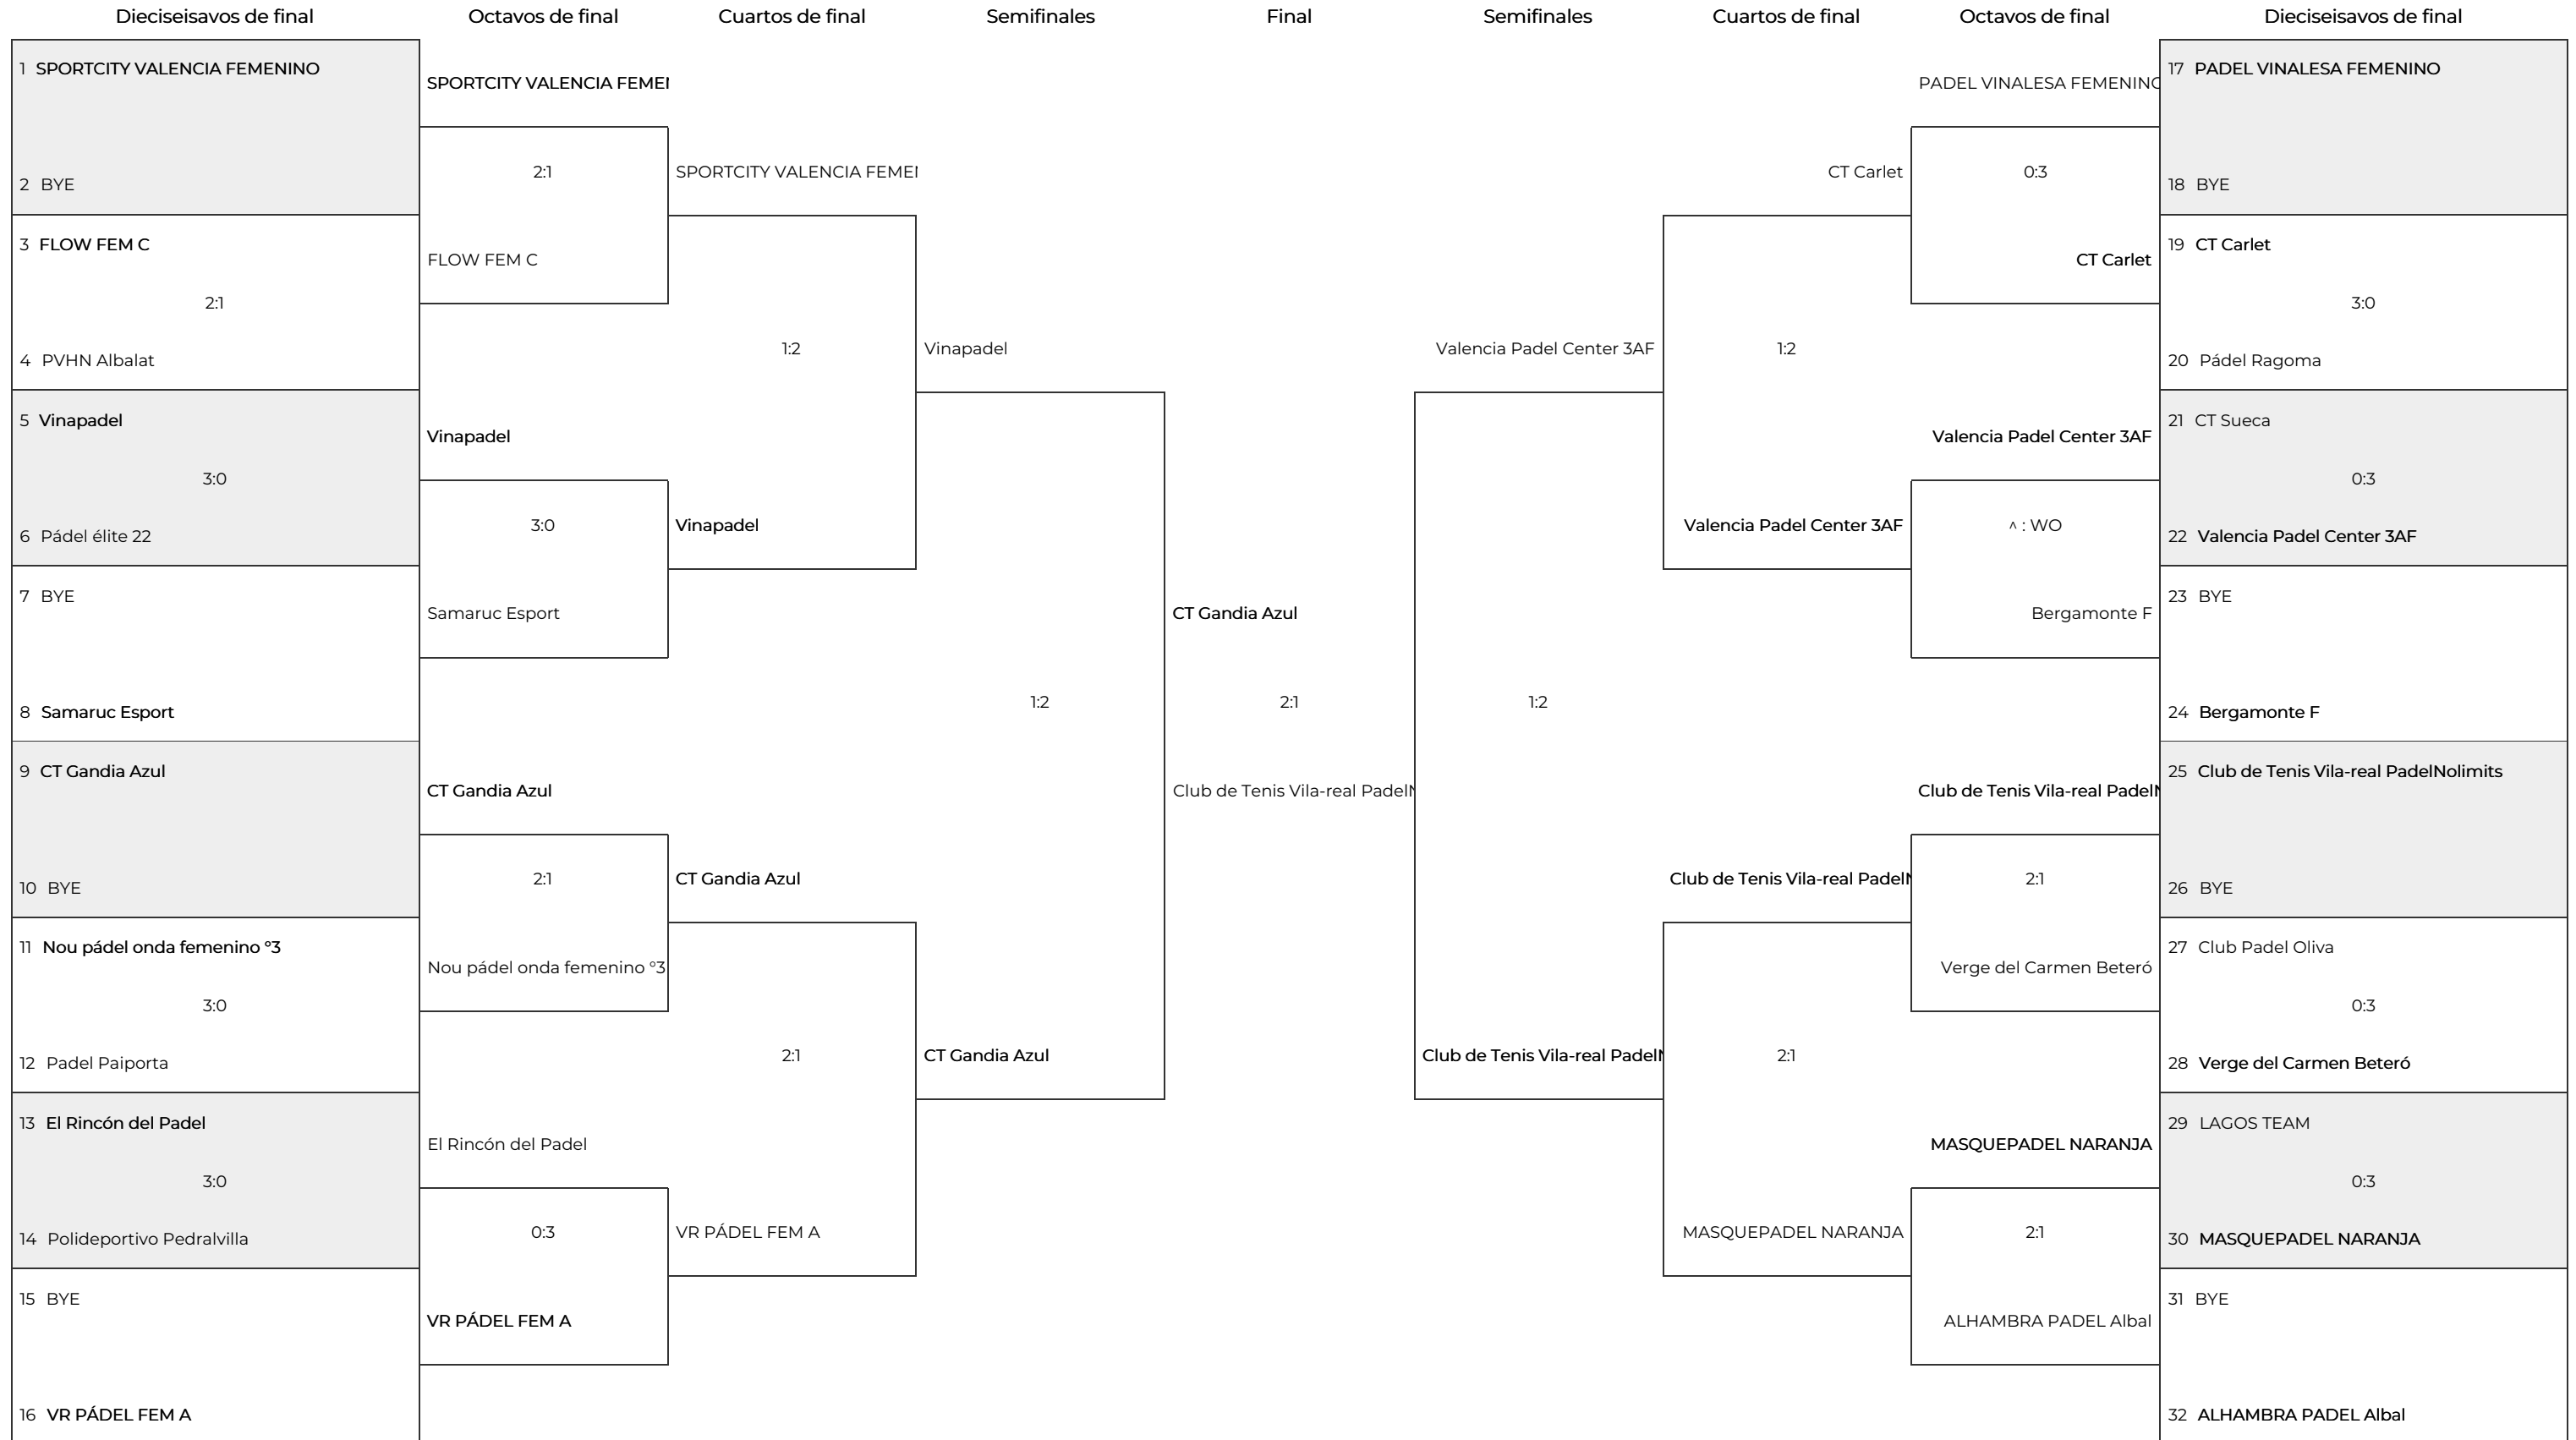 Dieciseisavos de final
Octavos de final
Cuartos de final
Semifinales
Final
Semifinales
Cuartos de final
Octavos de final
Dieciseisavos de final
1 SPORTCITY VALENCIA FEMENINO
2 BYE
3 FLOW FEM C
2:1
4 PVHN Albalat
5 Vinapadel
3:0
6 Pádel élite 22
7 BYE
8 Samaruc Esport
9 CT Gandia Azul
10 BYE
11 Nou pádel onda femenino º3
3:0
12 Padel Paiporta
13 El Rincón del Padel
3:0
14 Polideportivo Pedralvilla
15 BYE
16 VR PÁDEL FEM A
SPORTCITY VALENCIA FEMEN
2:1
FLOW FEM C
Vinapadel
3:0
Samaruc Esport
CT Gandia Azul
2:1
Nou pádel onda femenino º3
El Rincón del Padel
0:3
VR PÁDEL FEM A
SPORTCITY VALENCIA FEMEN
1:2
Vinapadel
CT Gandia Azul
2:1
VR PÁDEL FEM A
Vinapadel
1:2
CT Gandia Azul
CT Gandia Azul
2:1
Club de Tenis Vila-real PadelN
Valencia Padel Center 3AF
1:2
Club de Tenis Vila-real PadelN
CT Carlet
1:2
Valencia Padel Center 3AF
Club de Tenis Vila-real PadelN
2:1
MASQUEPADEL NARANJA
PADEL VINALESA FEMENINO
0:3
CT Carlet
Valencia Padel Center 3AF
^ : WO
Bergamonte F
Club de Tenis Vila-real PadelN
2:1
Verge del Carmen Beteró
MASQUEPADEL NARANJA
2:1
ALHAMBRA PADEL Albal
17 PADEL VINALESA FEMENINO
18 BYE
19 CT Carlet
3:0
20 Pádel Ragoma
21 CT Sueca
0:3
22 Valencia Padel Center 3AF
23 BYE
24 Bergamonte F
25 Club de Tenis Vila-real PadelNolimits
26 BYE
27 Club Padel Oliva
0:3
28 Verge del Carmen Beteró
29 LAGOS TEAM
0:3
30 MASQUEPADEL NARANJA
31 BYE
32 ALHAMBRA PADEL Albal